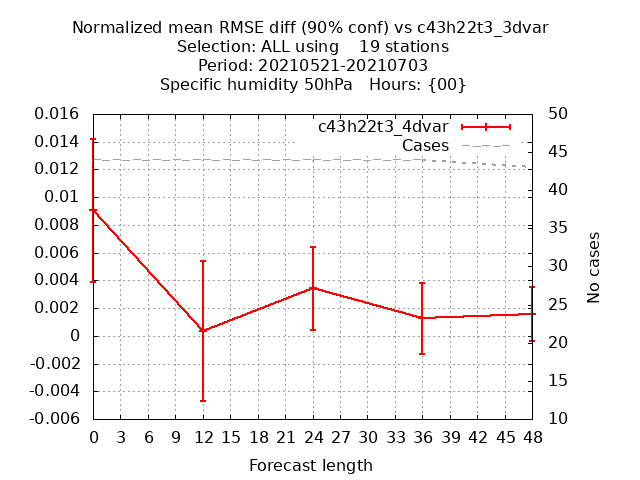 Normalized mean RMSE diff (90% conf) vs c43h22t3_3dvar
Selection: ALL using    19 stations
Period: 20210521-20210703
Specific humidity 50hPa   Hours: {00}
c43h22t3_4dvar
Cases
0.016
0.014
0.012
0.01
0.008
0.006
0.004
0.002
0
-0.002
-0.004
-0.006
50
45
40
35
30
25
20
15
10
No cases
0 3 6 9 12 15 18 21 24 27 30 33 36 39 42 45 48
Forecast length